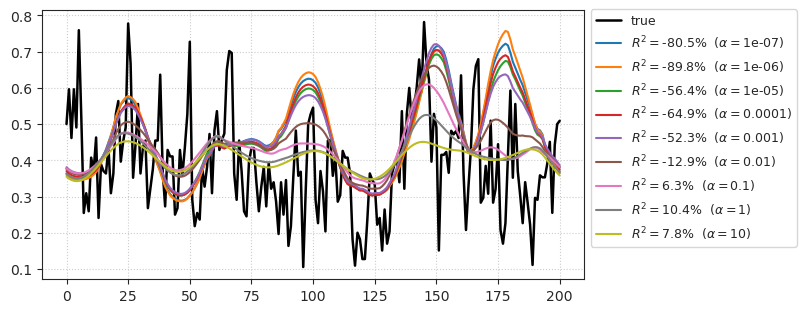 0.8
0.7
0.6
0.5
0.4
0.3
0.2
0.1
0 25 50 75 100 125 150 175 200
true
R² = -80.5% (α = 1e-07)
R² = -89.8% (α = 1e-06)
R² = -56.4% (α = 1e-05)
R² = -64.9% (α = 0.0001)
R² = -52.3% (α = 0.001)
R² = -12.9% (α = 0.01)
R² = 6.3% (α = 0.1)
R² = 10.4% (α = 1)
R² = 7.8% (α = 10)